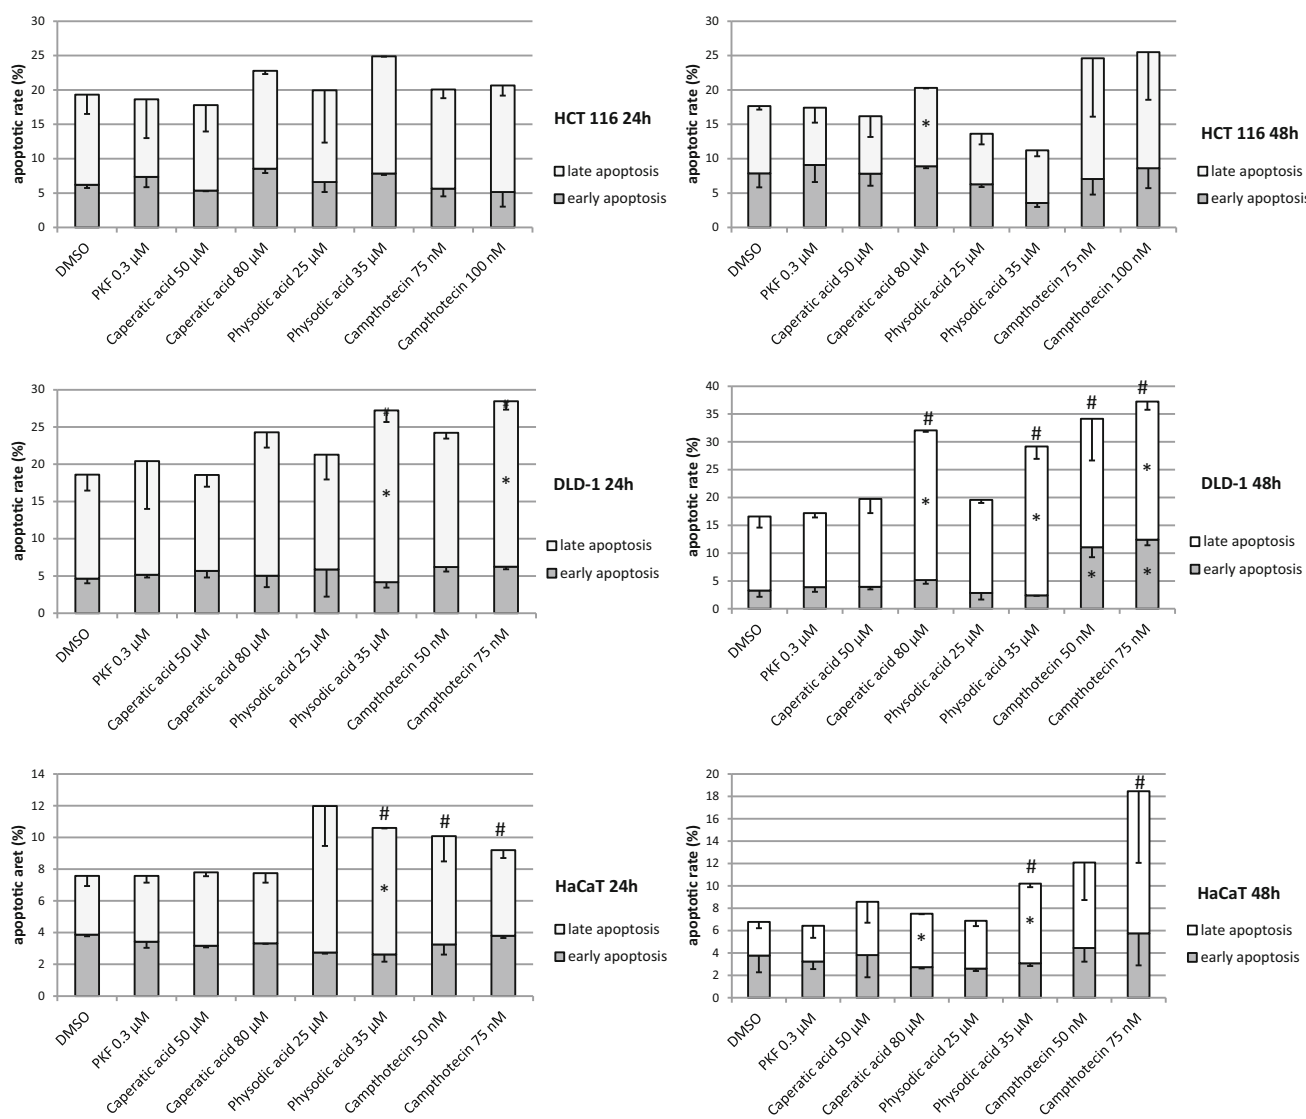 30
25
20
15
10
5
0
apoptotic rate (%)
HCT 116 24h
late apoptosis
early apoptosis
DMSO
PKF 0.3 µM
Caperatic acid 50 µM
Caperatic acid 80 µM
Physodic acid 25 µM
Physodic acid 35 µM
Campthotecin 75 nM
Campthotecin 100 nM
30
25
20
15
10
5
0
apoptotic rate (%)
*
HCT 116 48h
late apoptosis
early apoptosis
DMSO
PKF 0.3 µM
Caperatic acid 50 µM
Caperatic acid 80 µM
Physodic acid 25 µM
Physodic acid 35 µM
Campthotecin 75 nM
Campthotecin 100 nM
30
25
20
15
10
5
0
apoptotic rate (%)
# #
* *
DLD-1 24h
late apoptosis
early apoptosis
DMSO
PKF 0.3 µM
Caperatic acid 50 µM
Caperatic acid 80 µM
Physodic acid 25 µM
Physodic acid 35 µM
Campthotecin 50 nM
Campthotecin 75 nM
40
35
30
25
20
15
10
5
0
apoptotic rate (%)
# # # #
* * *
* *
DLD-1 48h
late apoptosis
early apoptosis
DMSO
PKF 0.3 µM
Caperatic acid 50 µM
Caperatic acid 80 µM
Physodic acid 25 µM
Physodic acid 35 µM
Campthotecin 50 nM
Campthotecin 75 nM
14
12
10
8
6
4
2
0
apoptotic aret (%)
# # #
*
HaCaT 24h
late apoptosis
early apoptosis
DMSO
PKF 0.3 µM
Caperatic acid 50 µM
Caperatic acid 80 µM
Physodic acid 25 µM
Physodic acid 35 µM
Campthotecin 50 nM
Campthotecin 75 nM
20
18
16
14
12
10
8
6
4
2
0
apoptotic rate (%)
# #
* *
HaCaT 48h
late apoptosis
early apoptosis
DMSO
PKF 0.3 µM
Caperatic acid 50 µM
Caperatic acid 80 µM
Physodic acid 25 µM
Physodic acid 35 µM
Campthotecin 50 nM
Campthotecin 75 nM